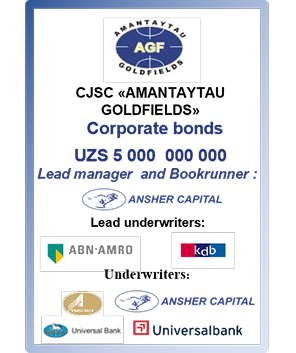 AMANTAYTAU
AGF
GOLDFIELDS
CJSC «AMANTAYTAU
GOLDFIELDS»
Corporate bonds
UZS 5 000 000 000
Lead manager and Bookrunner :
ANSHER CAPITAL
Lead underwriters:
ABN·AMRO
kdb
Underwriters:
ANSHER CAPITAL
Universal Bank
Universalbank